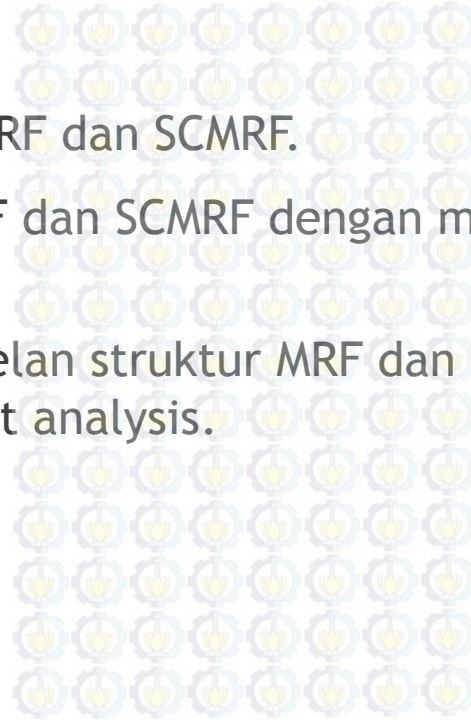 RF dan SCMRF.
F dan SCMRF dengan m
elan struktur MRF dan
t analysis.